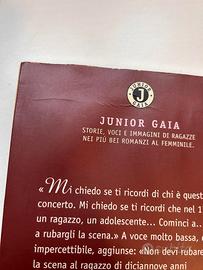 JUNIOR
J
GAIA
JUNIOR GAIA
STORIE, VOCI E IMMAGINI DI RAGAZZE
NEI PIÙ BEI ROMANZI AL FEMMINILE.
« Mi chiedo se ti ricordi di chi è quest
concerto. Mi chiedo se ti ricordi che nel 1
un ragazzo, un adolescente... Cominci a...
a rubargli la scena.» A voce molto bassa,
impercettibile, aggiunse: «Non devi rubare
la scena al ragazzo di diciannove anni